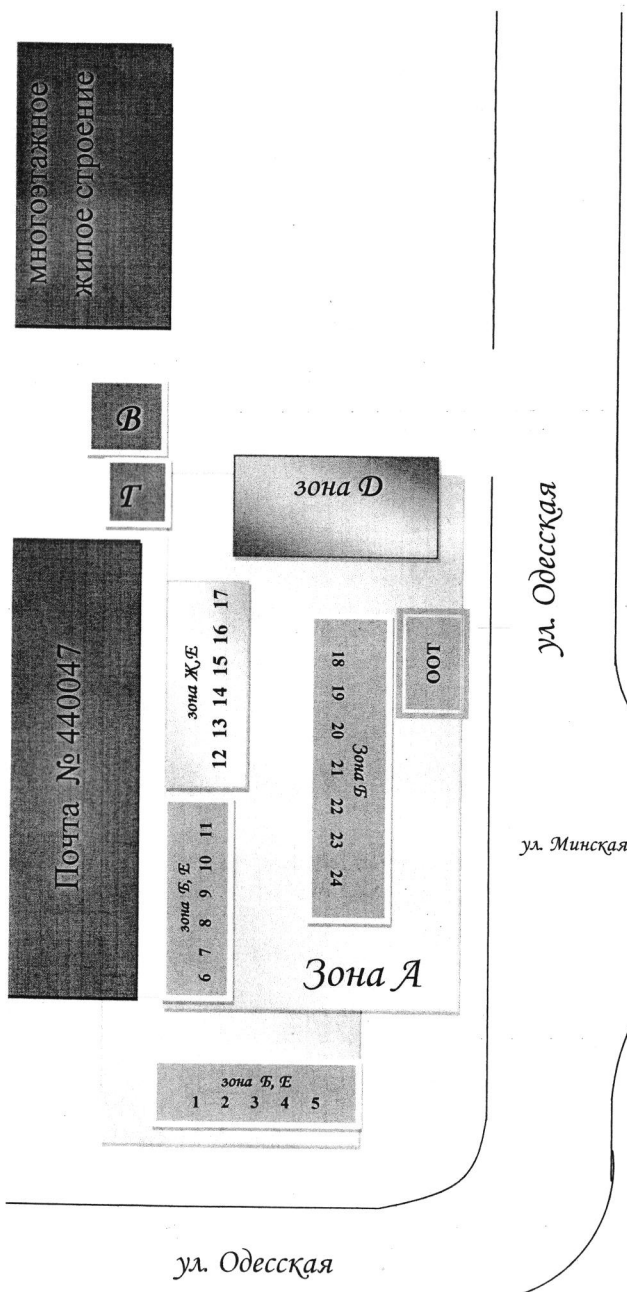 многоэтажное
жилое строение
В
Г
зона D
ул. Одесская
Почта № 440047
зона Ж,Е
12 13 14 15 16 17
ООТ
18 19 20 21 22 23 24
Зона Б
ул. Минская
зона Б, Е
6 7 8 9 10 11
Зона А
зона Б, Е
1 2 3 4 5
ул. Одесская